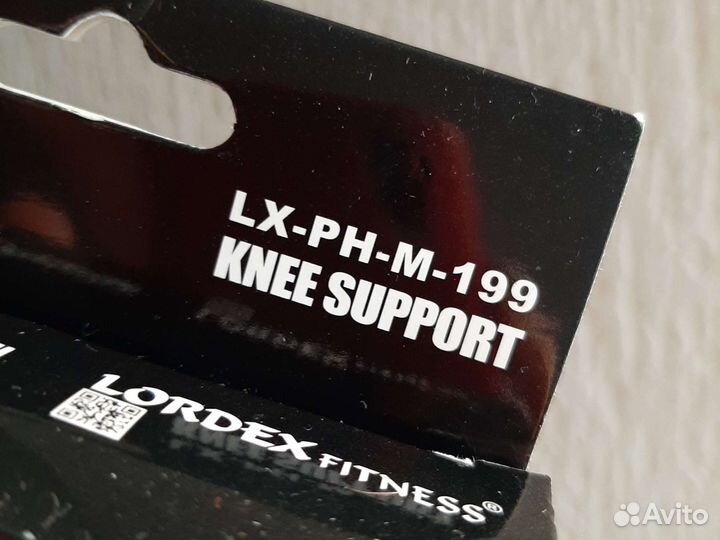 LX-PH-M-199
KNEE SUPPORT
LORDEX FITNESS®
Avito